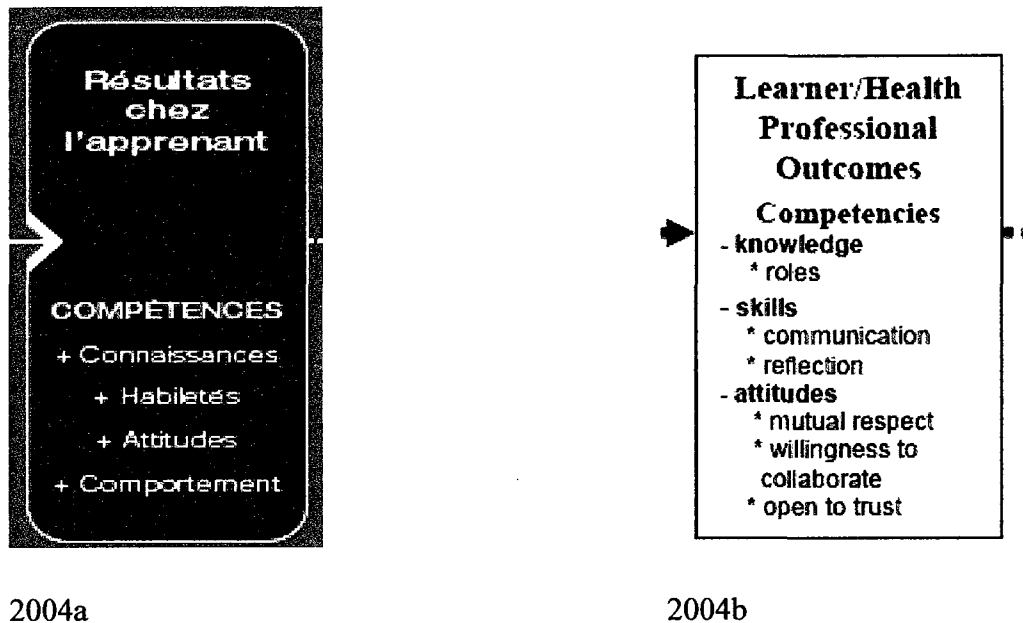 Résultats
chez
l'apprenant
COMPÉTENCES
+ Connaissances
+ Habiletés
+ Attitudes
+ Comportement
2004a
Learner/Health
Professional
Outcomes
Competencies
- knowledge
* roles
- skills
* communication
* reflection
- attitudes
* mutual respect
* willingness to
collaborate
* open to trust
2004b